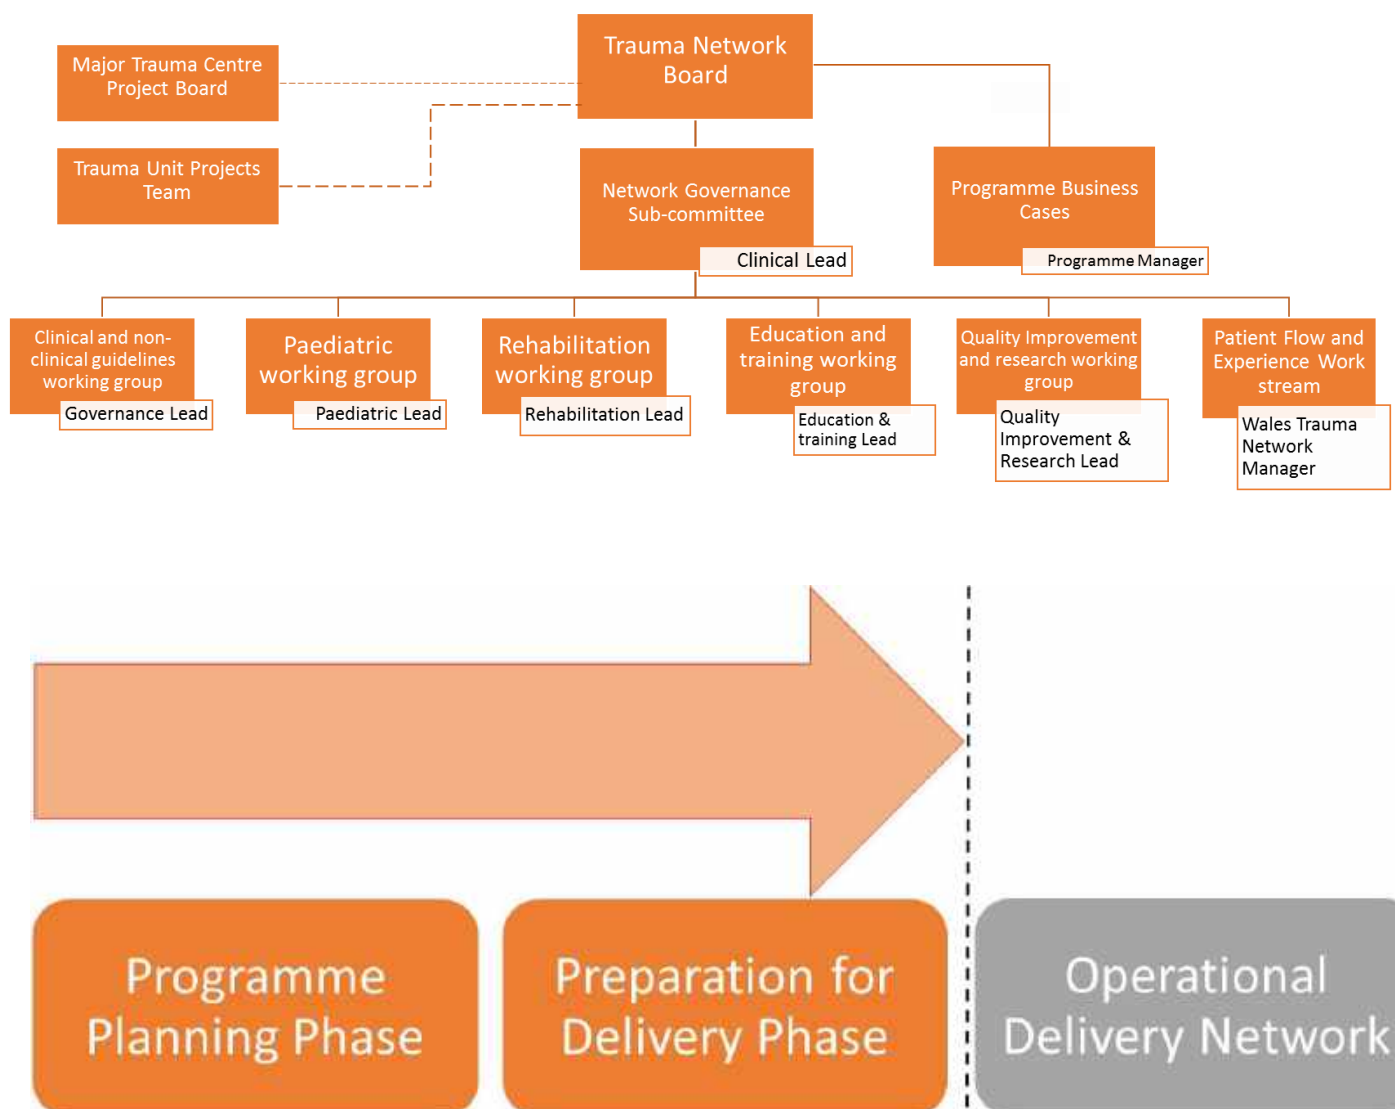 Trauma Network
Board
Major Trauma Centre
Project Board
Trauma Unit Projects
Team
Network Governance
Sub-committee
Clinical Lead
Programme Business
Cases
Programme Manager
Clinical and non-
clinical guidelines
working group
Governance Lead
Paediatric
working group
Paediatric Lead
Rehabilitation
working group
Rehabilitation Lead
Education and
training working
group
Education &
training Lead
Quality Improvement
and research working
group
Quality
Improvement &
Research Lead
Patient Flow and
Experience Work
stream
Wales Trauma
Network
Manager
Programme
Planning Phase
Preparation for
Delivery Phase
Operational
Delivery Network